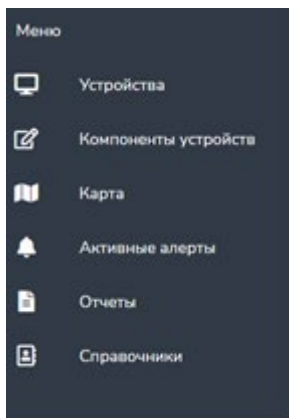 Меню
Устройства
Компоненты устройств
Карта
Активные алерты
Отчеты
Справочники